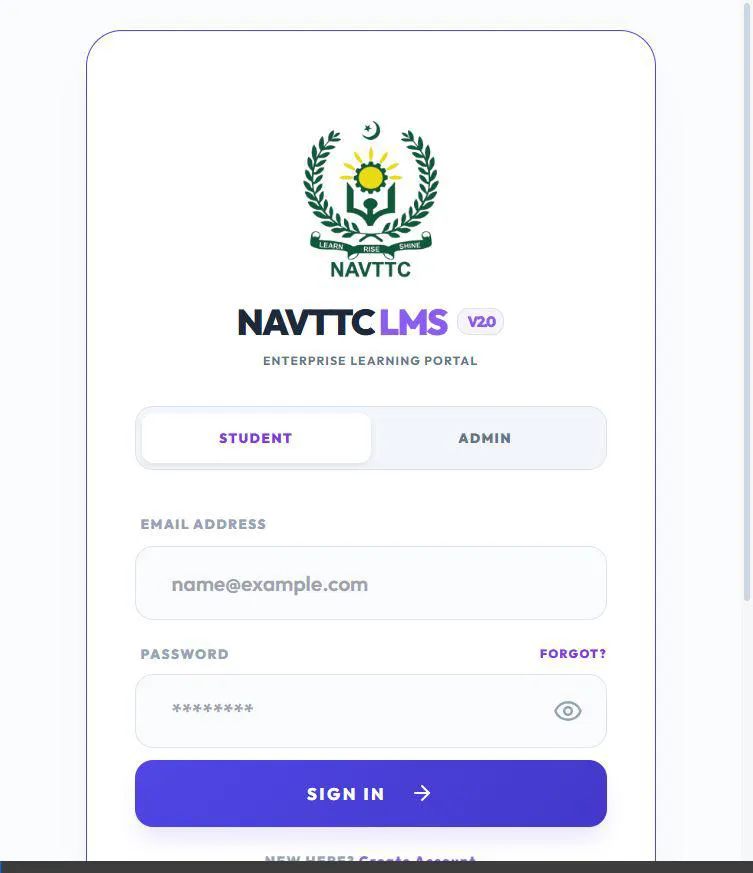 LEARN RISE SHINE
NAVTTC
NAVTTC LMS V2.0
ENTERPRISE LEARNING PORTAL
STUDENT ADMIN
EMAIL ADDRESS
name@example.com
PASSWORD FORGOT?
********
SIGN IN →
NEW HERE? Create Account